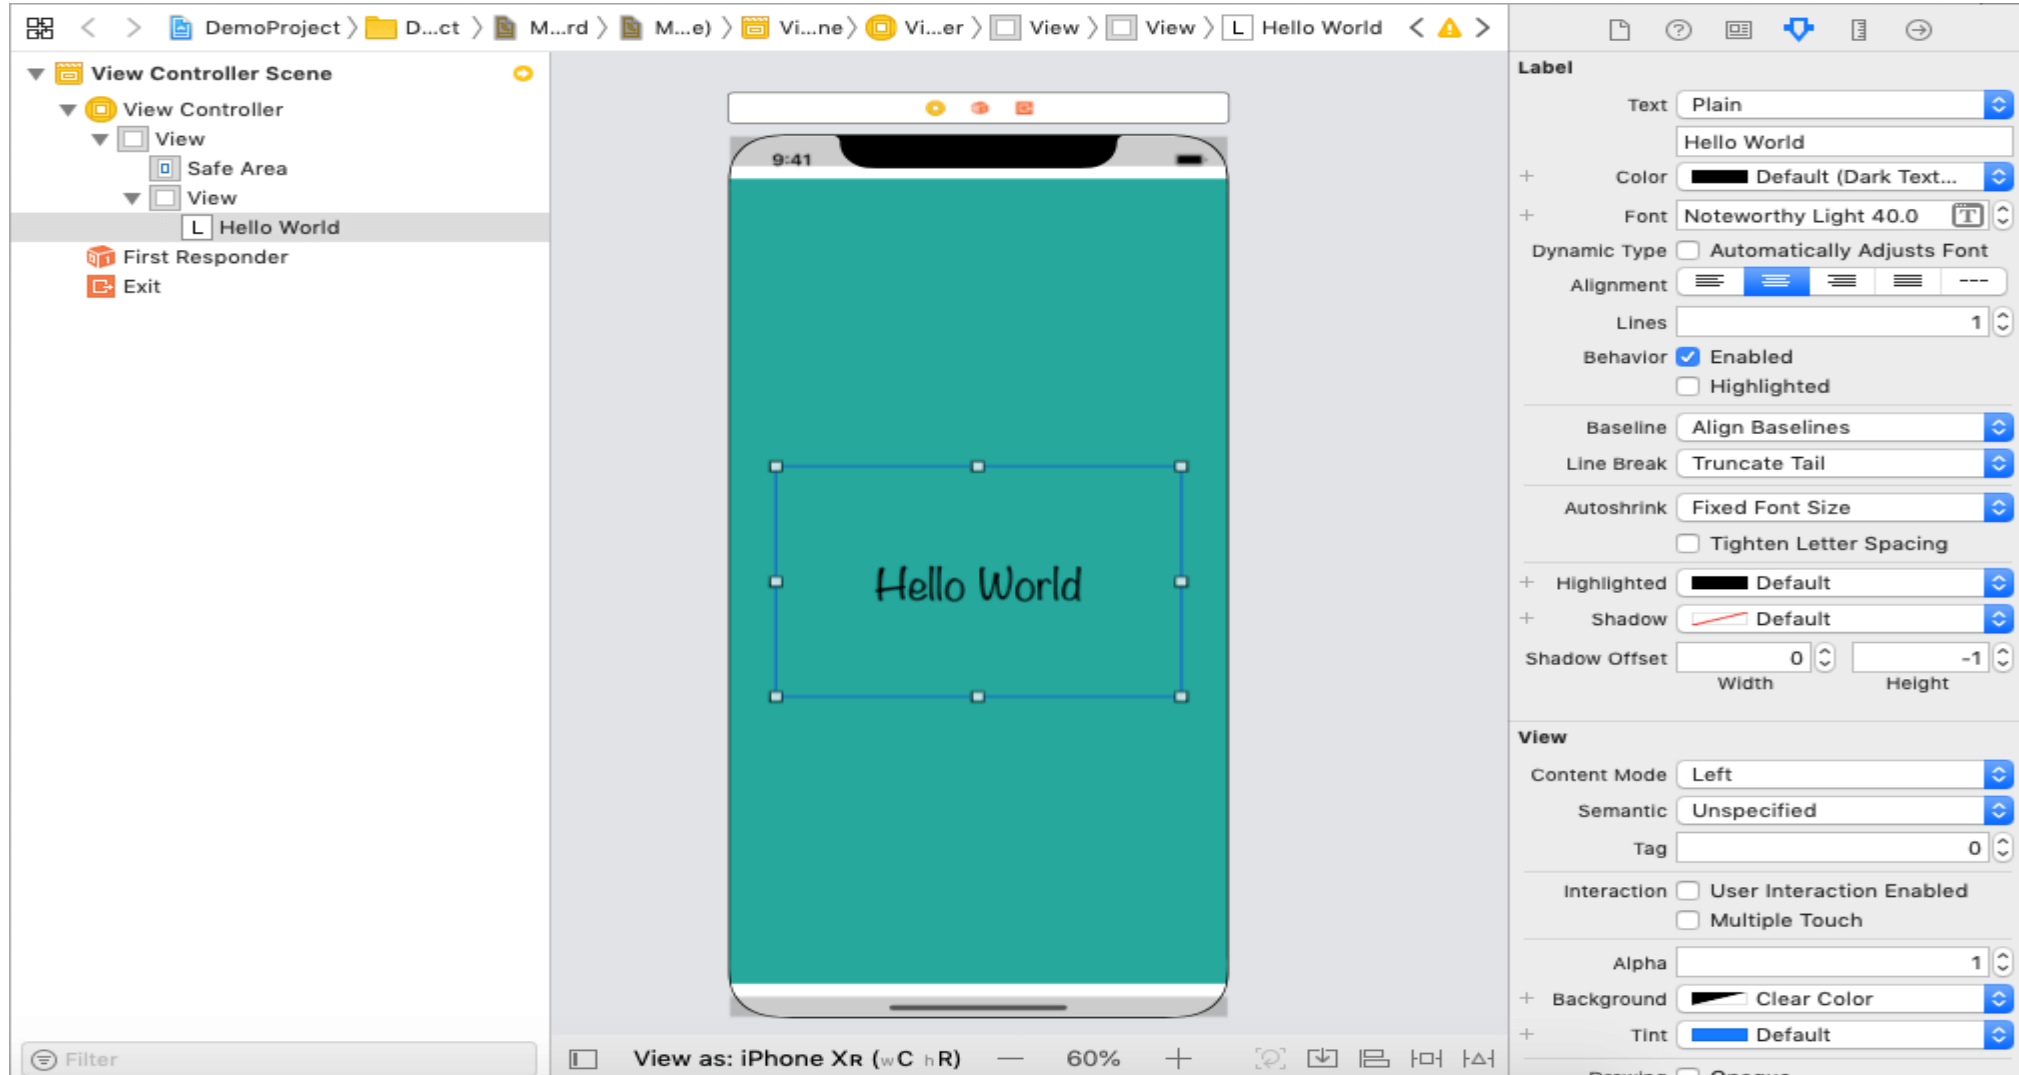 DemoProject D...ct M...rd M...e) Vi...ne Vi...er View View L Hello World
View Controller Scene
View Controller
View
Safe Area
View
L Hello World
First Responder
Exit
Filter
9:41
Hello World
View as: iPhone XR (wC hR) — 60% +
Label
Text Plain
Hello World
Color Default (Dark Text...
Font Noteworthy Light 40.0 T
Dynamic Type Automatically Adjusts Font
Alignment ---
Lines 1
Behavior Enabled
Highlighted
Baseline Align Baselines
Line Break Truncate Tail
Autoshrink Fixed Font Size
Tighten Letter Spacing
+ Highlighted Default
+ Shadow Default
Shadow Offset 0 -1
Width Height
View
Content Mode Left
Semantic Unspecified
Tag 0
Interaction User Interaction Enabled
Multiple Touch
Alpha 1
+ Background Clear Color
+ Tint Default